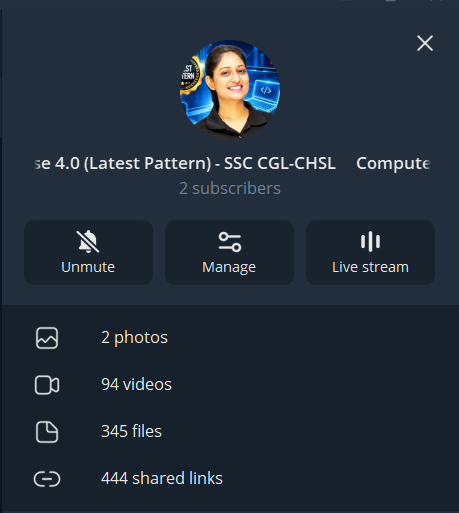 se 4.0 (Latest Pattern) - SSC CGL-CHSL Compute
2 subscribers
Unmute
Manage
Live stream
2 photos
94 videos
345 files
444 shared links